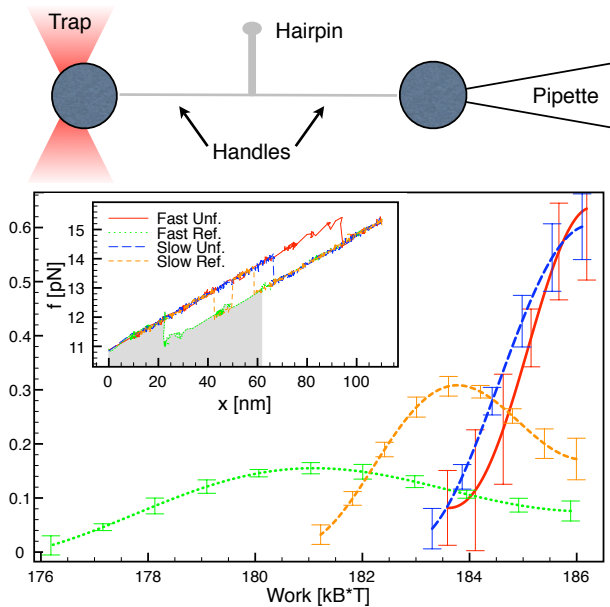 Trap
Hairpin
Pipette
Handles
0.6
0.5
0.4
0.3
0.2
0.1
0
176
178
180
182
184
186
Work [kB*T]
Fast Unf.
Fast Ref.
Slow Unf.
Slow Ref.
f [pN]
15
14
13
12
11
0
20
40
60
80
100
x [nm]